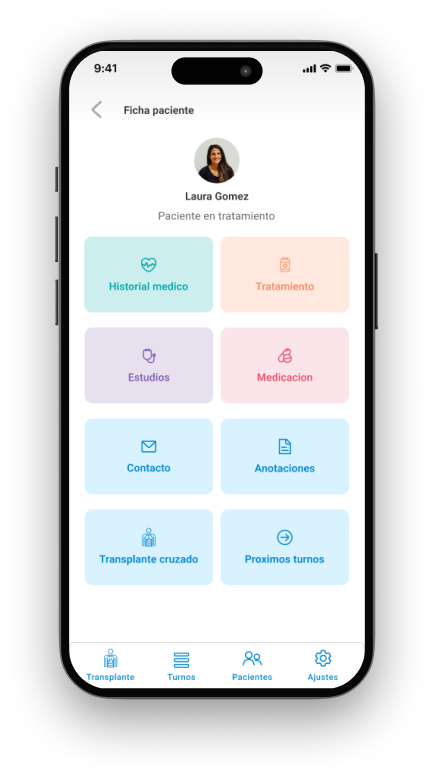 9:41
Ficha paciente
Laura Gomez
Paciente en tratamiento
Historial medico
Tratamiento
Estudios
Medicacion
Contacto
Anotaciones
Transplante cruzado
Proximos turnos
Transplante
Turnos
Pacientes
Ajustes